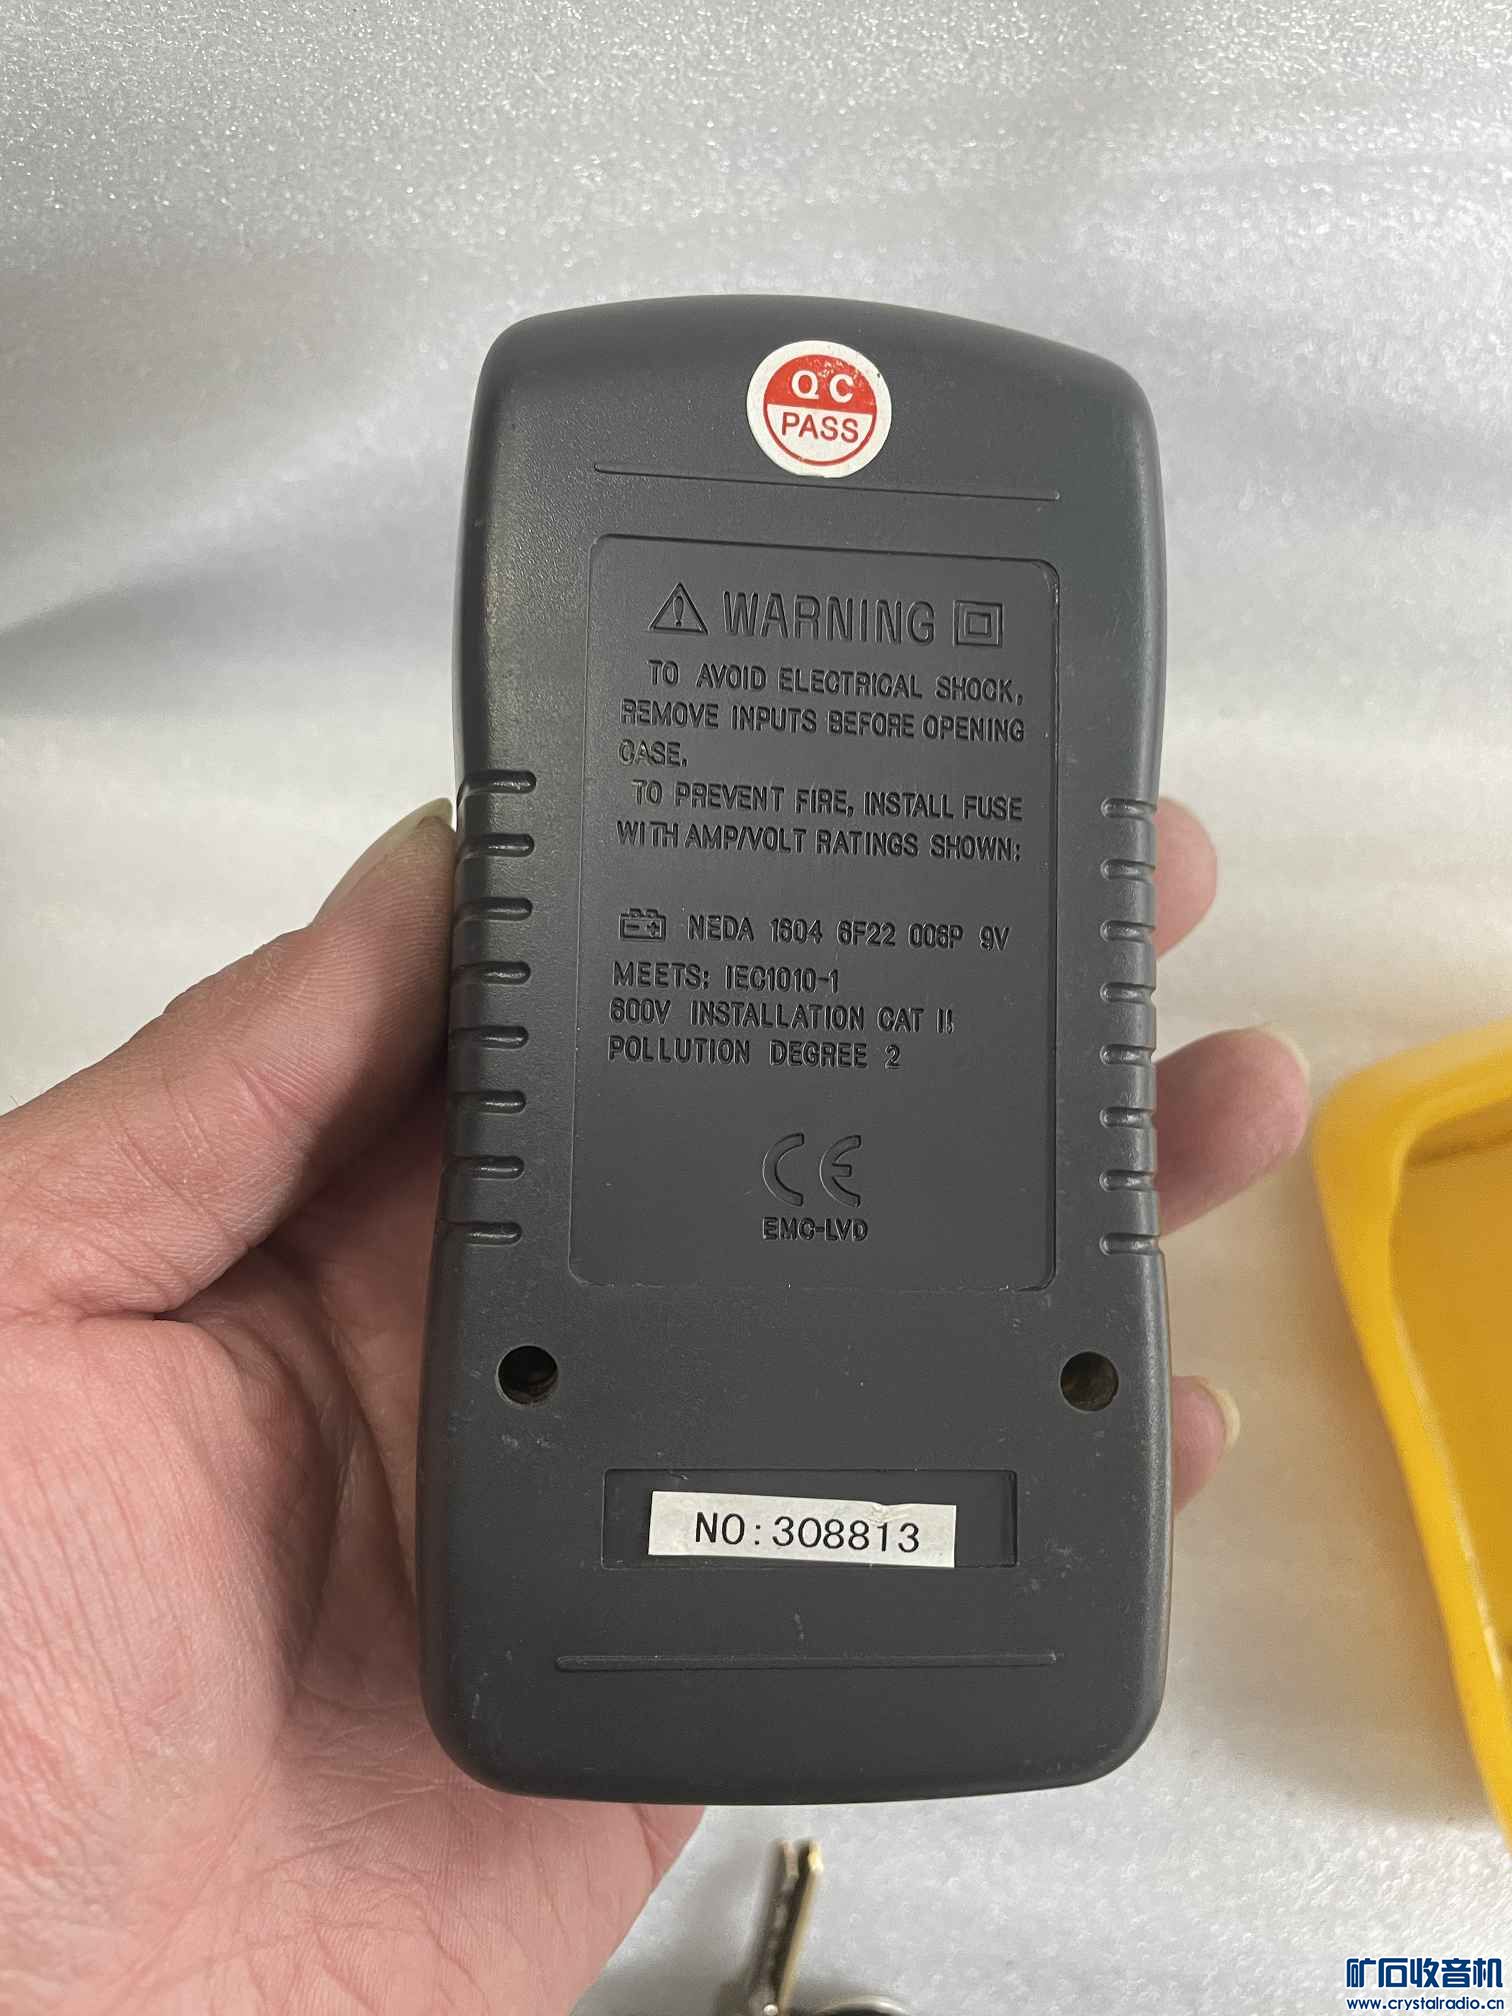 QC
PASS
WARNING
TO AVOID ELECTRICAL SHOCK,
REMOVE INPUTS BEFORE OPENING
CASE.
TO PREVENT FIRE, INSTALL FUSE
WITH AMP/VOLT RATINGS SHOWN:
NEDA 1604 6F22 006P 9V
MEETS: IEC1010-1
600V INSTALLATION CAT II
POLLUTION DEGREE 2
CE
EMC-LVD
NO:308813
矿石收音机
www.crystalradio.cn